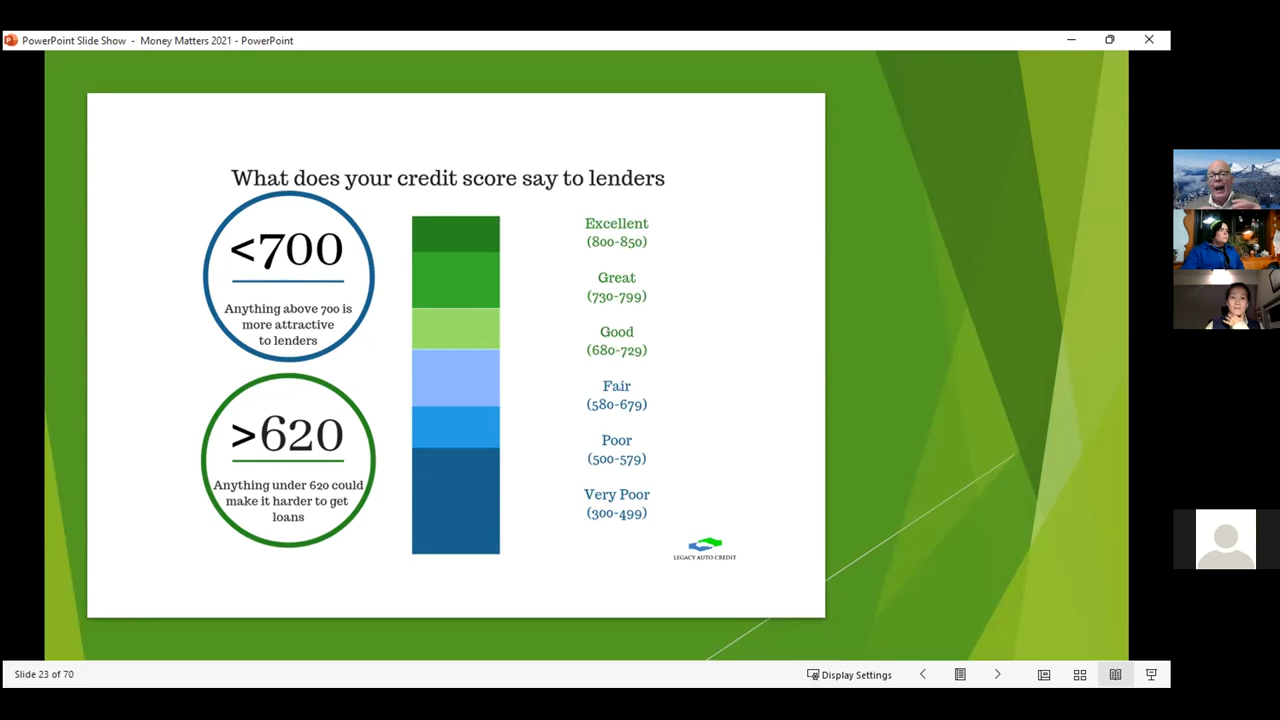 PowerPoint Slide Show - Money Matters 2021 - PowerPoint
What does your credit score say to lenders
<700
Anything above 700 is
more attractive
to lenders
>620
Anything under 620 could
make it harder to get
loans
Excellent
(800-850)
Great
(730-799)
Good
(680-729)
Fair
(580-679)
Poor
(500-579)
Very Poor
(300-499)
LEGACY AUTO CREDIT
Slide 23 of 70
Display Settings